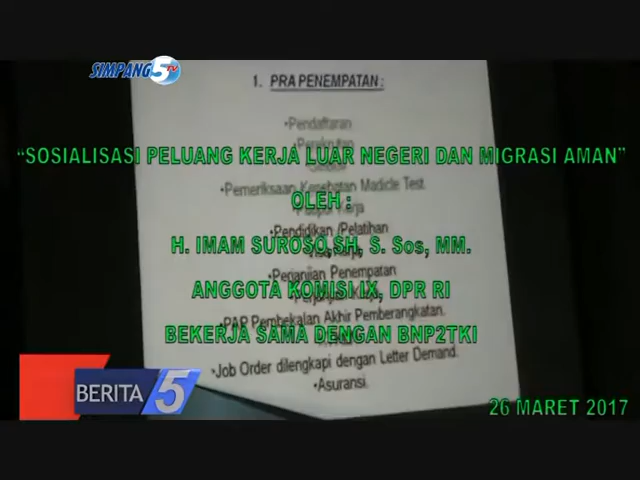 SIMPANG5 TV
1. PRA PENEMPATAN :
•Pendaftaran
“SOSIALISASI PELUANG KERJA LUAR NEGERI DAN MIGRASI AMAN”
•Pemeriksaan Kesehatan Madicle Test
OLEH :
•Pendidikan /Pelatihan
H. IMAM SUROSO,SH, S. Sos, MM.
•Perjanjian Penempatan
ANGGOTA KOMISI IX, DPR RI
•PAP Pembekalan Akhir Pemberangkatan.
BEKERJA SAMA DENGAN BNP2TKI
•Job Order dilengkapi dengan Letter Demand.
•Asuransi.
BERITA 5
26 MARET 2017